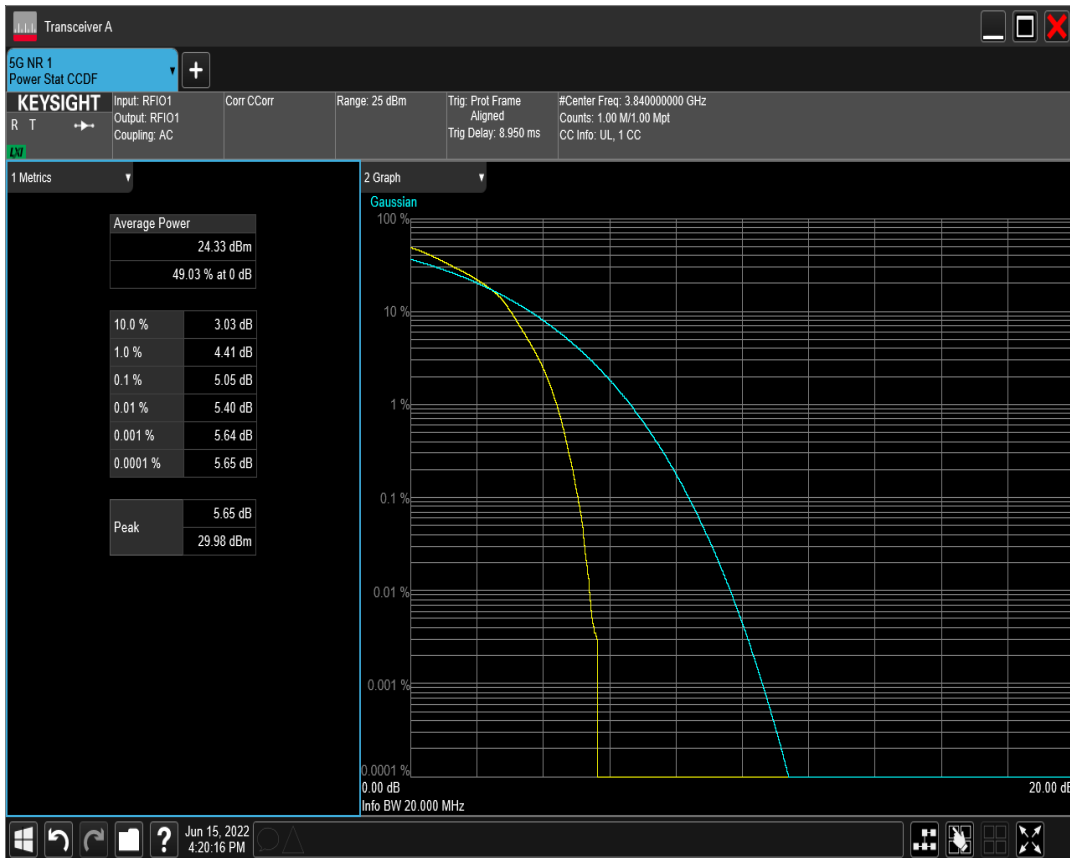 Transceiver A
5G NR 1
Power Stat CCDF
+
KEYSIGHT
R T
LXI
Input: RFIO1
Output: RFIO1
Coupling: AC
Corr CCorr
Range: 25 dBm
Trig: Prot Frame
Aligned
Trig Delay: 8.950 ms
#Center Freq: 3.840000000 GHz
Counts: 1.00 M/1.00 Mpt
CC Info: UL, 1 CC
1 Metrics
Average Power
24.33 dBm
49.03 % at 0 dB
10.0 % 3.03 dB
1.0 % 4.41 dB
0.1 % 5.05 dB
0.01 % 5.40 dB
0.001 % 5.64 dB
0.0001 % 5.65 dB
Peak
5.65 dB
29.98 dBm
2 Graph
Gaussian
100 %
10 %
1 %
0.1 %
0.01 %
0.001 %
0.0001 %
0.00 dB
20.00 dB
Info BW 20.000 MHz
?
Jun 15, 2022
4:20:16 PM